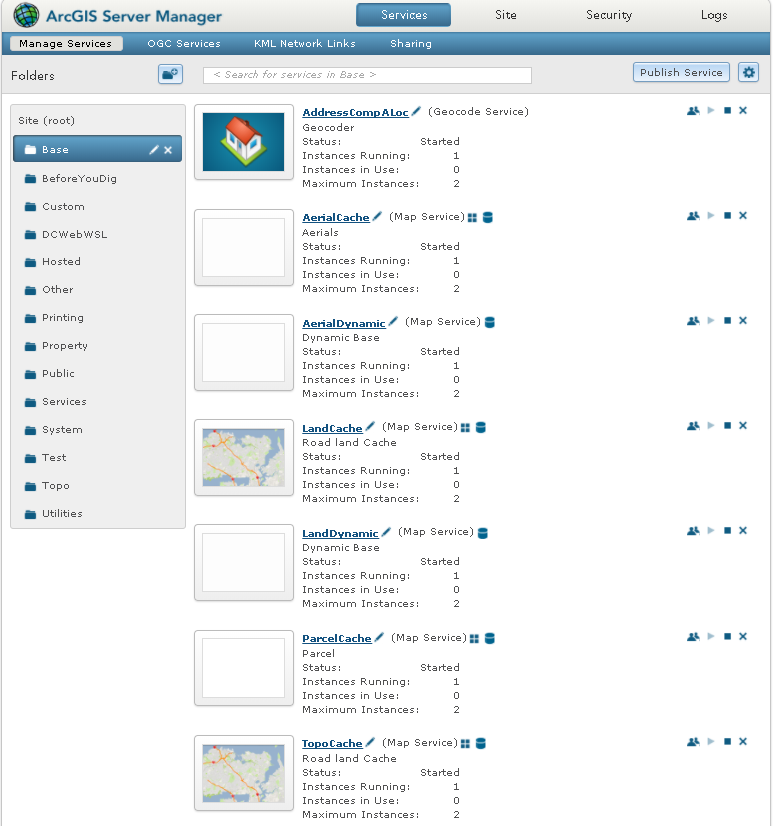 ArcGIS Server Manager
Services Site Security Logs
Manage Services OGC Services KML Network Links Sharing
Folders
< Search for services in Base >
Publish Service
Site (root)
Base
BeforeYouDig
Custom
DCWebWSL
Hosted
Other
Printing
Property
Public
Services
System
Test
Topo
Utilities
AddressCompALoc (Geocode Service)
Geocoder
Status: Started
Instances Running: 1
Instances in Use: 0
Maximum Instances: 2
AerialCache (Map Service)
Aerials
Status: Started
Instances Running: 1
Instances in Use: 0
Maximum Instances: 2
AerialDynamic (Map Service)
Dynamic Base
Status: Started
Instances Running: 1
Instances in Use: 0
Maximum Instances: 2
LandCache (Map Service)
Road land Cache
Status: Started
Instances Running: 1
Instances in Use: 0
Maximum Instances: 2
LandDynamic (Map Service)
Dynamic Base
Status: Started
Instances Running: 1
Instances in Use: 0
Maximum Instances: 2
ParcelCache (Map Service)
Parcel
Status: Started
Instances Running: 1
Instances in Use: 0
Maximum Instances: 2
TopoCache (Map Service)
Road land Cache
Status: Started
Instances Running: 1
Instances in Use: 0
Maximum Instances: 2